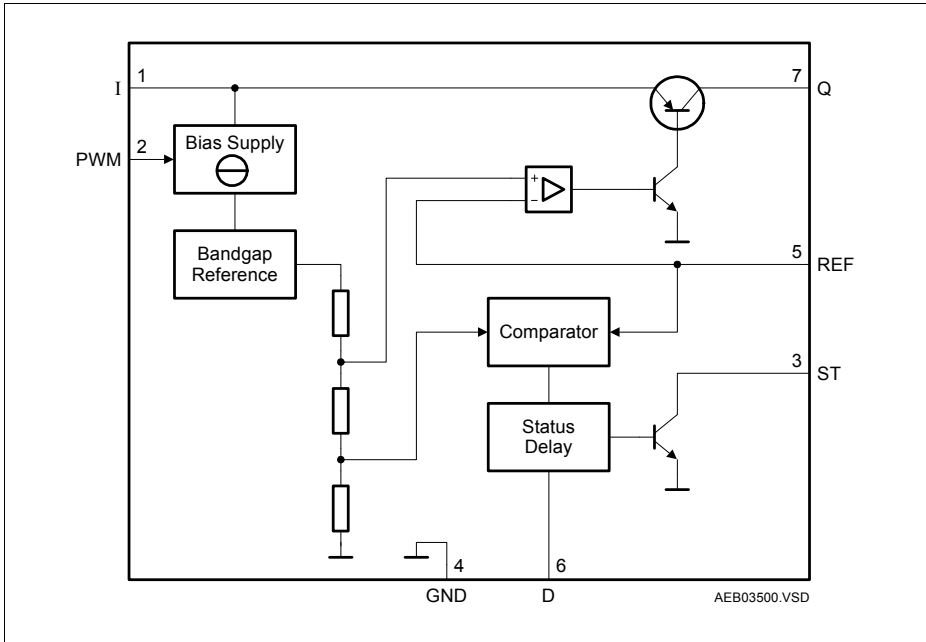 I
1
7
Q
PWM
2
Bias Supply
+
−
Bandgap
Reference
5
REF
Comparator
3
ST
Status
Delay
4
6
GND
D
AEB03500.VSD